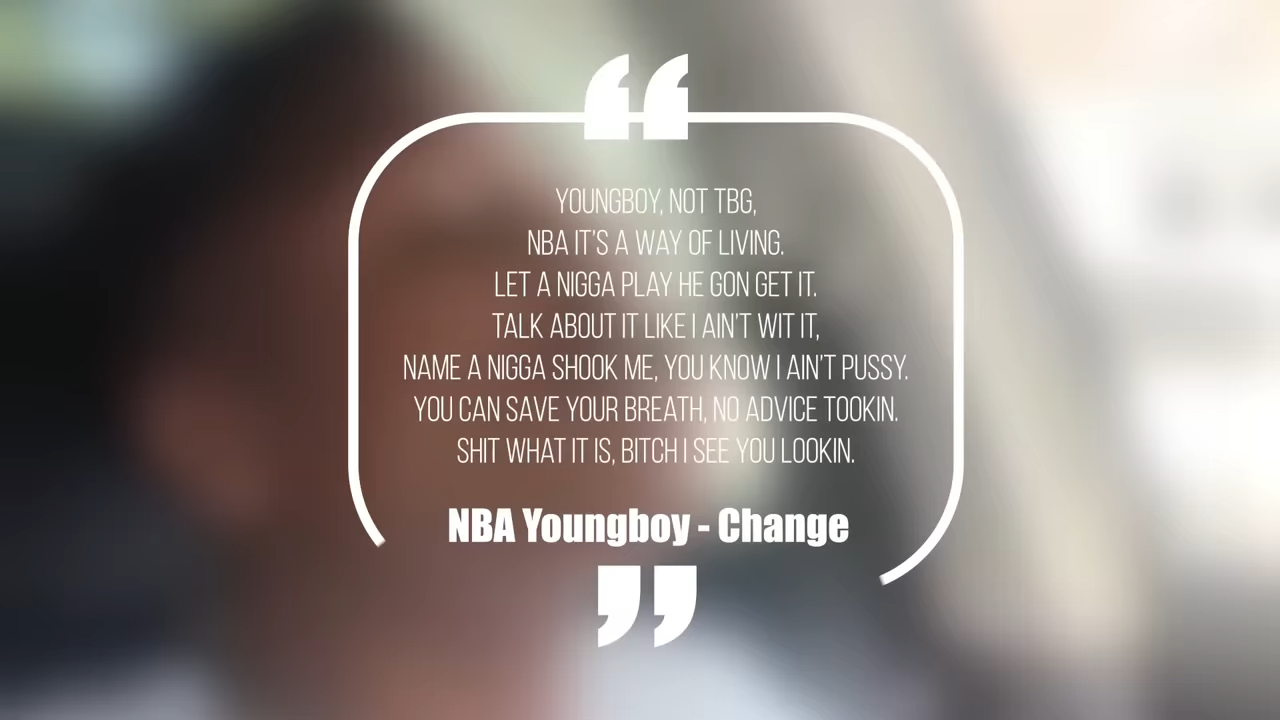 YOUNGBOY, NOT TBG,
NBA IT'S A WAY OF LIVING.
LET A NIGGA PLAY HE GON GET IT.
TALK ABOUT IT LIKE I AIN'T WIT IT,
NAME A NIGGA SHOOK ME, YOU KNOW I AIN'T PUSSY.
YOU CAN SAVE YOUR BREATH, NO ADVICE TOOKIN.
SHIT WHAT IT IS, BITCH I SEE YOU LOOKIN.
NBA Youngboy - Change